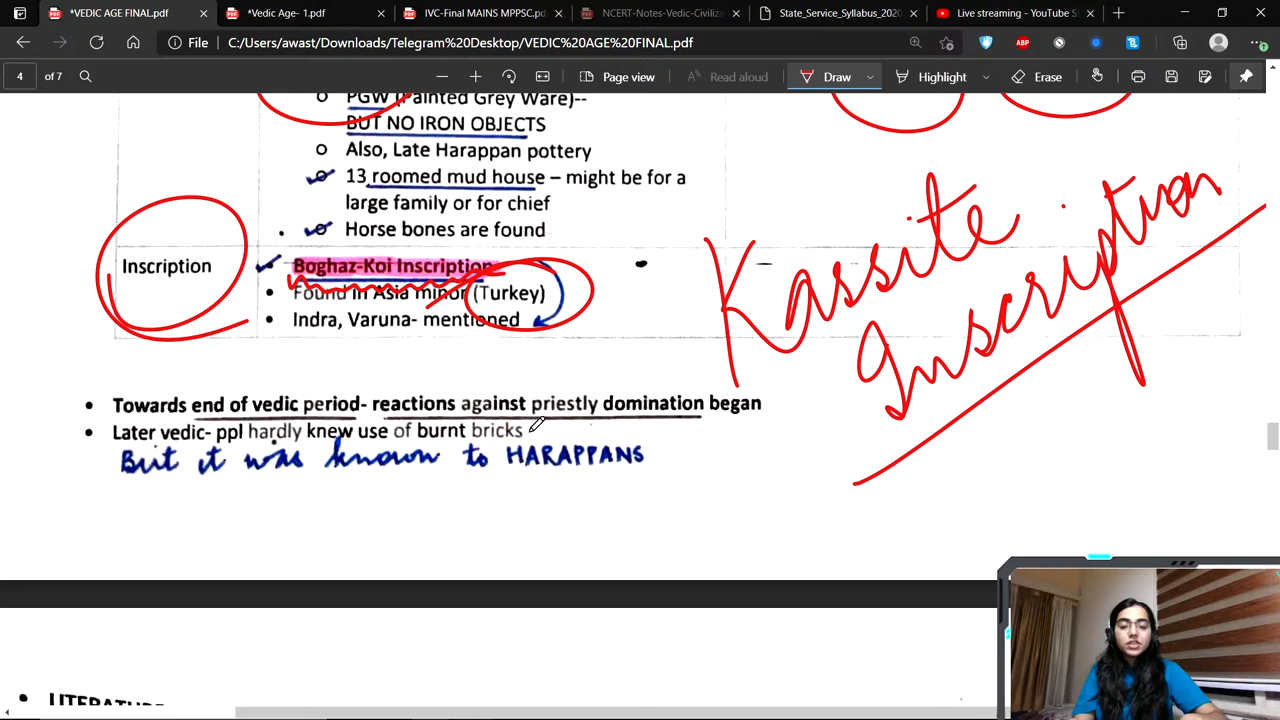 *VEDIC AGE FINAL.pdf
*Vedic Age- 1.pdf
IVC-Final MAINS MPPSC.pd
NCERT-Notes-Vedic-Civiliza
State_Service_Syllabus_2020
Live streaming - YouTube S
File
C:/Users/awast/Downloads/Telegram%20Desktop/VEDIC%20AGE%20FINAL.pdf
ABP
4 of 7
Page view
Read aloud
Draw
Highlight
Erase
PGW (Painted Grey Ware)--
BUT NO IRON OBJECTS
Also, Late Harappan pottery
13 roomed mud house – might be for a
large family or for chief
Horse bones are found
Inscription
Boghaz-Koi Inscription
Found in Asia minor (Turkey)
Indra, Varuna- mentioned
Kassite
Inscription
Towards end of vedic period- reactions against priestly domination began
Later vedic- ppl hardly knew use of burnt bricks
But it was known to HARAPPANS
LITERATURE